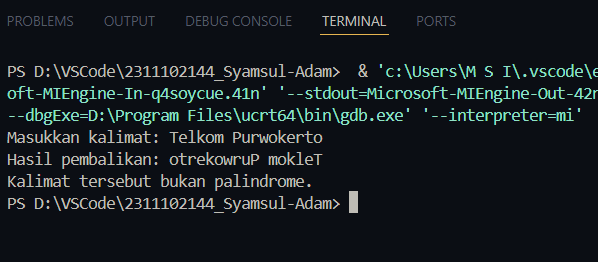 PROBLEMS OUTPUT DEBUG CONSOLE TERMINAL PORTS
PS D:\VSCode\2311102144_Syamsul-Adam>  & 'c:\Users\M S I\.vscode\e
oft-MIEngine-In-q4soycue.41n' '--stdout=Microsoft-MIEngine-Out-42n
--dbgExe=D:\Program Files\ucrt64\bin\gdb.exe' '--interpreter=mi'
Masukkan kalimat: Telkom Purwokerto
Hasil pembalikan: otrekowruP mokleT
Kalimat tersebut bukan palindrome.
PS D:\VSCode\2311102144_Syamsul-Adam>